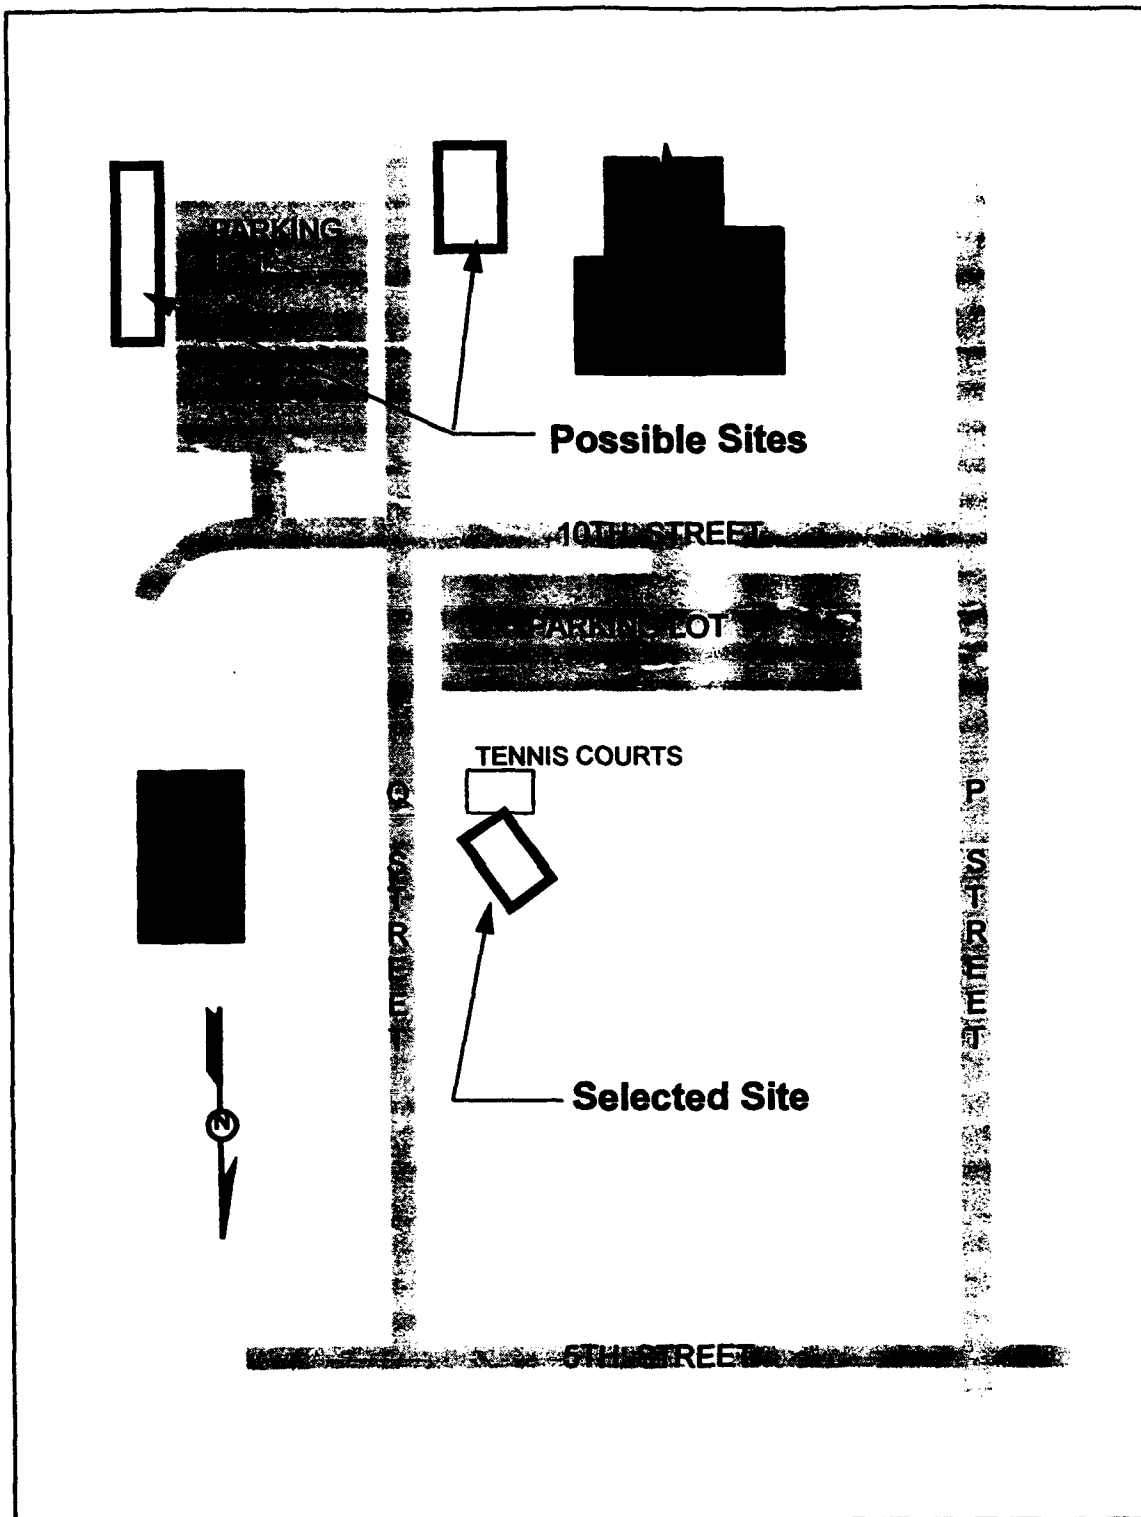 PARKING
Possible Sites
10TH STREET
PARKING LOT
TENNIS COURTS
Q STREET
P STREET
N
Selected Site
5TH STREET